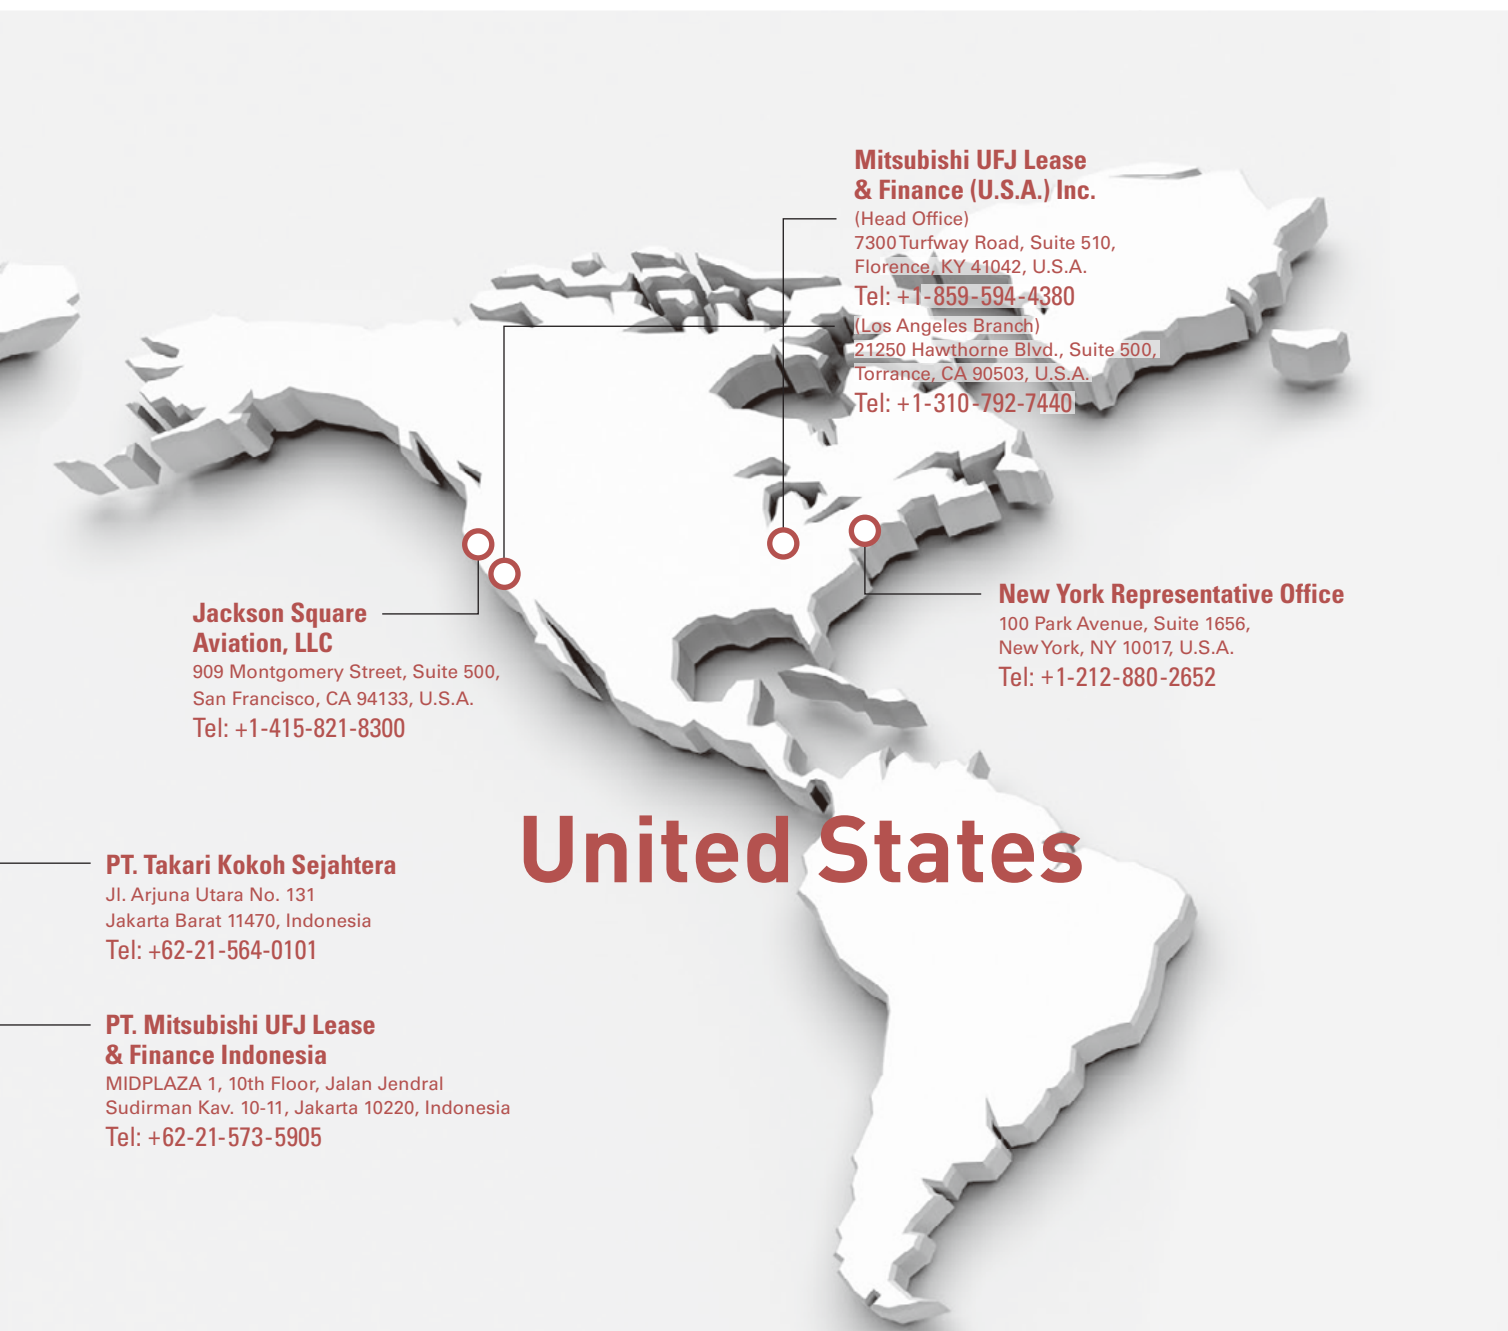 Mitsubishi UFJ Lease
& Finance (U.S.A.) Inc.
(Head Office)
7300 Turfway Road, Suite 510,
Florence, KY 41042, U.S.A.
Tel: +1-859-594-4380
(Los Angeles Branch)
21250 Hawthorne Blvd., Suite 500,
Torrance, CA 90503, U.S.A.
Tel: +1-310-792-7440
New York Representative Office
100 Park Avenue, Suite 1656,
New York, NY 10017, U.S.A.
Tel: +1-212-880-2652
Jackson Square
Aviation, LLC
909 Montgomery Street, Suite 500,
San Francisco, CA 94133, U.S.A.
Tel: +1-415-821-8300
United States
PT. Takari Kokoh Sejahtera
Jl. Arjuna Utara No. 131
Jakarta Barat 11470, Indonesia
Tel: +62-21-564-0101
PT. Mitsubishi UFJ Lease
& Finance Indonesia
MIDPLAZA 1, 10th Floor, Jalan Jendral
Sudirman Kav. 10-11, Jakarta 10220, Indonesia
Tel: +62-21-573-5905